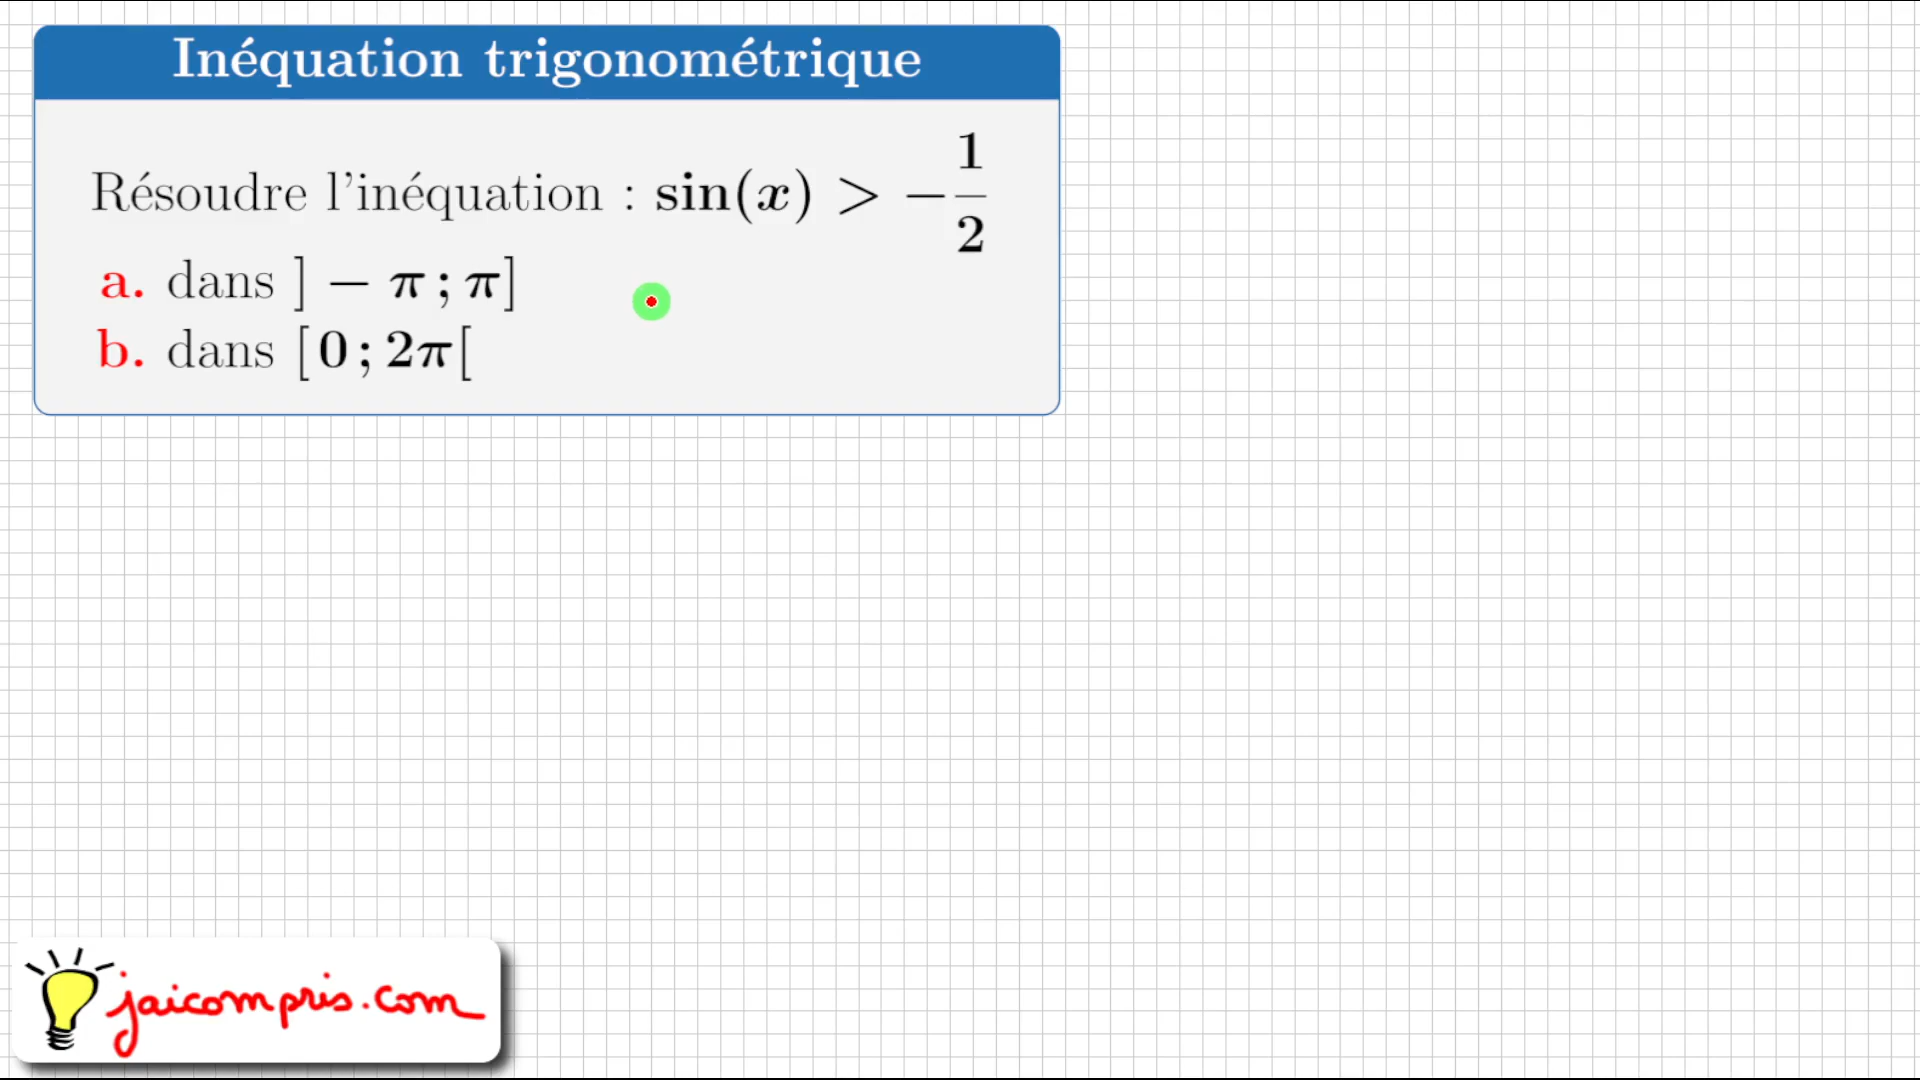 Inéquation trigonométrique
Résoudre l'inéquation : sin(x) > −1/2
a. dans ] − π ; π]
b. dans [ 0 ; 2π[
jaicompris.com